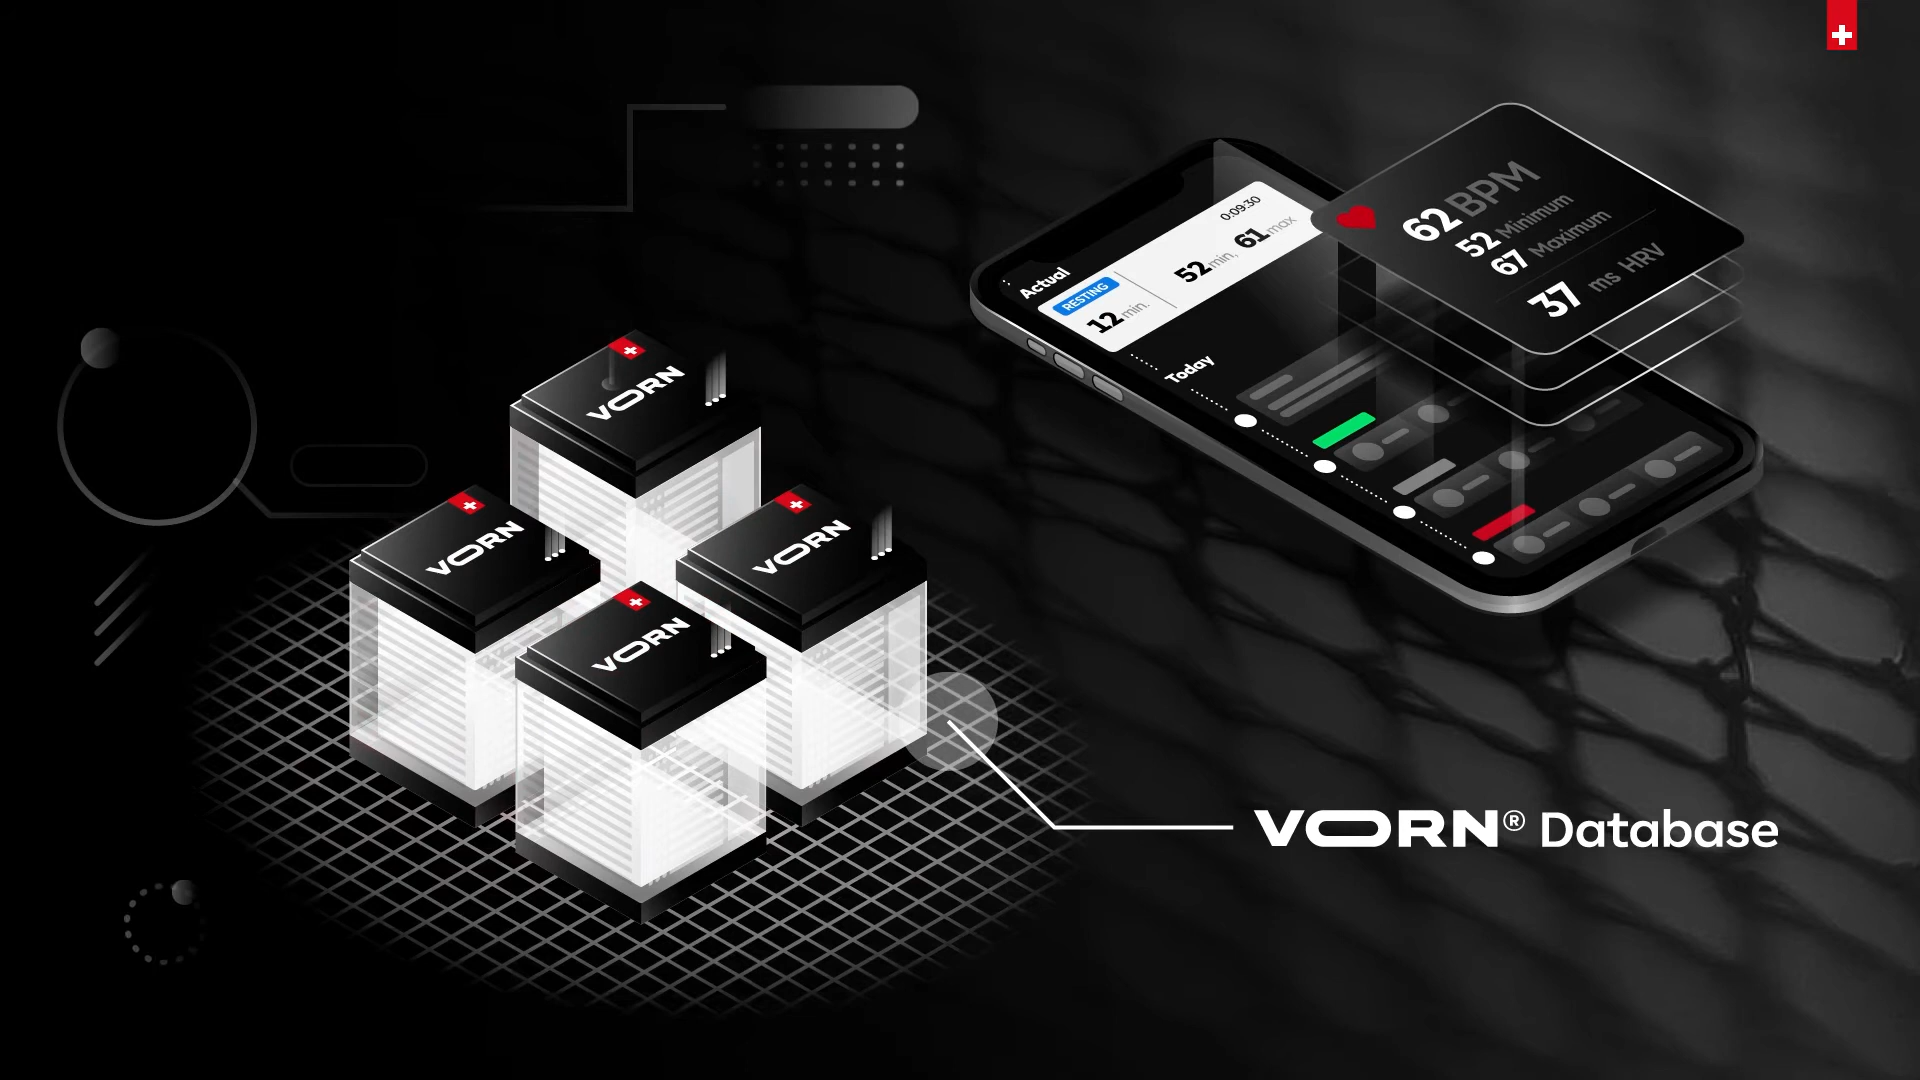 62 BPM
52 Minimum
67 Maximum
37 ms HRV
0:09:30
Actual
RESTING
12 min.
52 min, 61 max
Today
VORN
VORN
VORN
VORN
VORN® Database